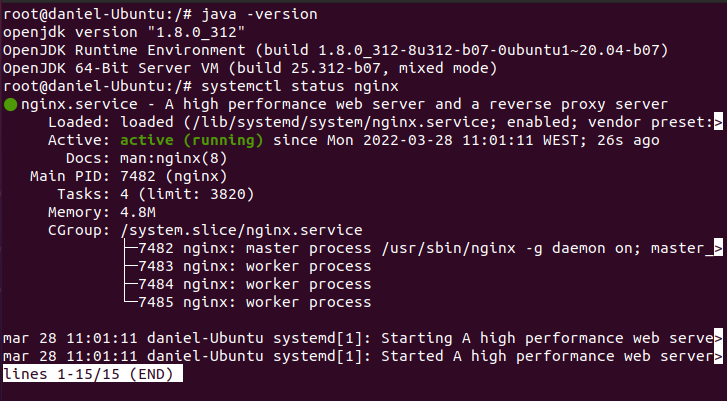 root@daniel-Ubuntu:/# java -version
openjdk version "1.8.0_312"
OpenJDK Runtime Environment (build 1.8.0_312-8u312-b07-0ubuntu1~20.04-b07)
OpenJDK 64-Bit Server VM (build 25.312-b07, mixed mode)
root@daniel-Ubuntu:/# systemctl status nginx
● nginx.service - A high performance web server and a reverse proxy server
     Loaded: loaded (/lib/systemd/system/nginx.service; enabled; vendor preset:>
     Active: active (running) since Mon 2022-03-28 11:01:11 WEST; 26s ago
       Docs: man:nginx(8)
   Main PID: 7482 (nginx)
      Tasks: 4 (limit: 3820)
     Memory: 4.8M
     CGroup: /system.slice/nginx.service
             ├─7482 nginx: master process /usr/sbin/nginx -g daemon on; master_>
             ├─7483 nginx: worker process
             ├─7484 nginx: worker process
             └─7485 nginx: worker process

mar 28 11:01:11 daniel-Ubuntu systemd[1]: Starting A high performance web serve>
mar 28 11:01:11 daniel-Ubuntu systemd[1]: Started A high performance web server>
lines 1-15/15 (END)